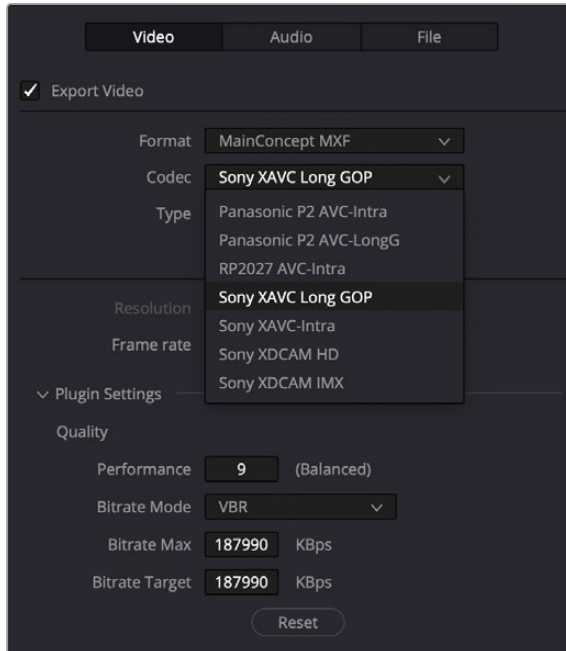 Video Audio File
Export Video
Format MainConcept MXF
Codec Sony XAVC Long GOP
Type
Panasonic P2 AVC-Intra
Panasonic P2 AVC-LongG
RP2027 AVC-Intra
Sony XAVC Long GOP
Resolution
Sony XAVC-Intra
Frame rate
Sony XDCAM HD
Sony XDCAM IMX
Plugin Settings
Quality
Performance 9 (Balanced)
Bitrate Mode VBR
Bitrate Max 187990 KBps
Bitrate Target 187990 KBps
Reset